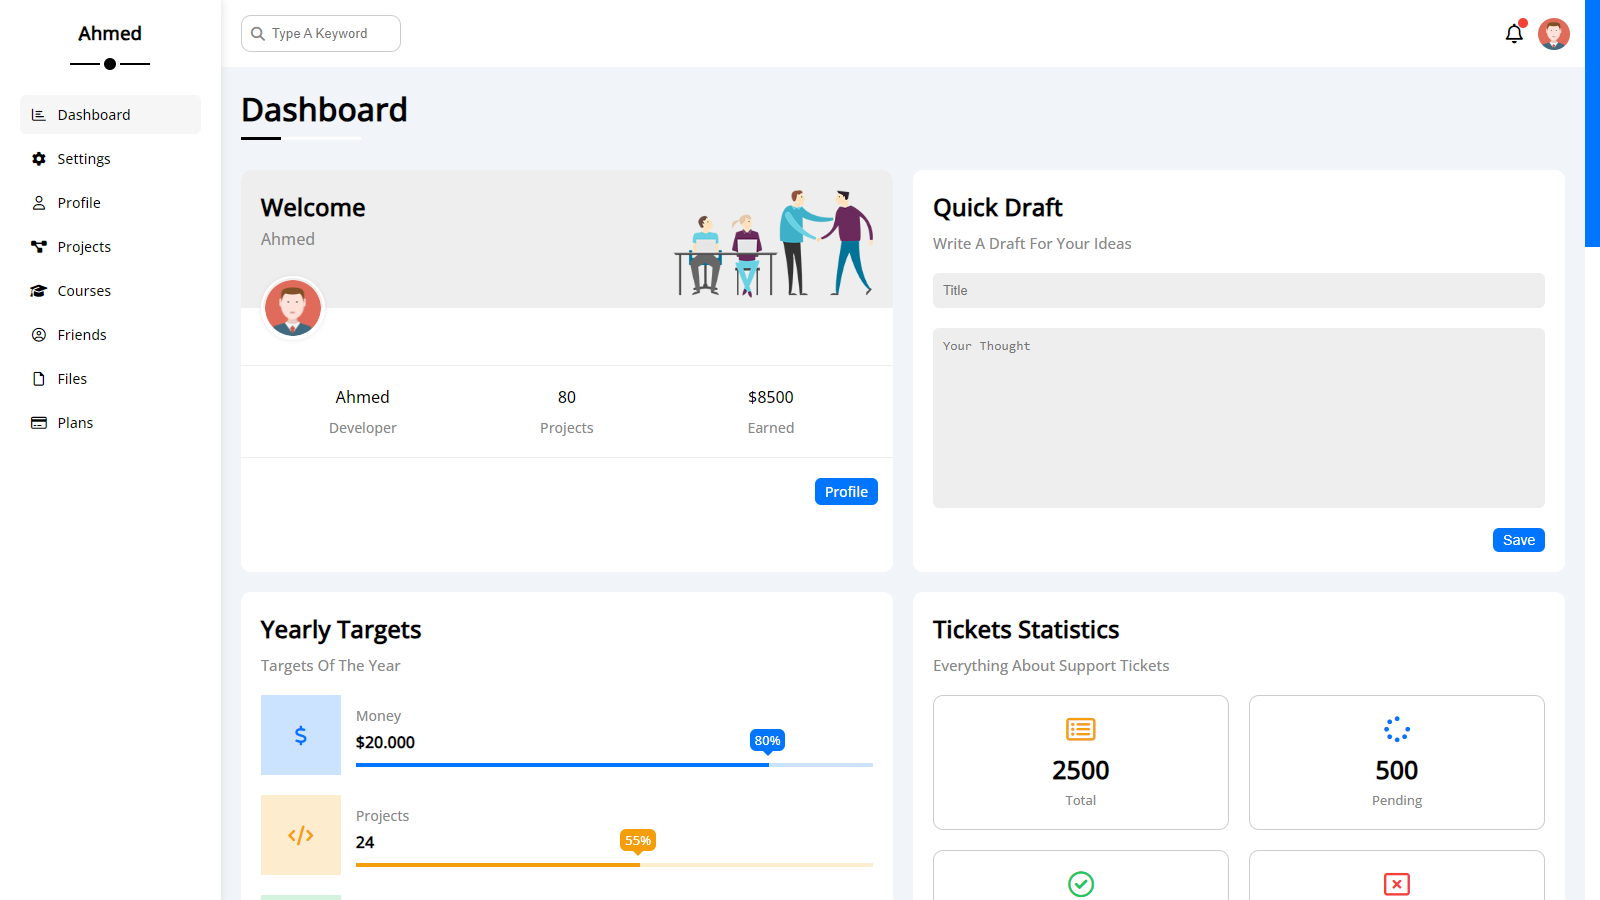 Ahmed
Type A Keyword
Dashboard
Settings
Profile
Projects
Courses
Friends
Files
Plans
Dashboard
Welcome
Ahmed
Ahmed
Developer
80
Projects
$8500
Earned
Profile
Quick Draft
Write A Draft For Your Ideas
Title
Your Thought
Save
Yearly Targets
Targets Of The Year
Money
$20.000
80%
Projects
24
55%
Tickets Statistics
Everything About Support Tickets
2500
Total
500
Pending